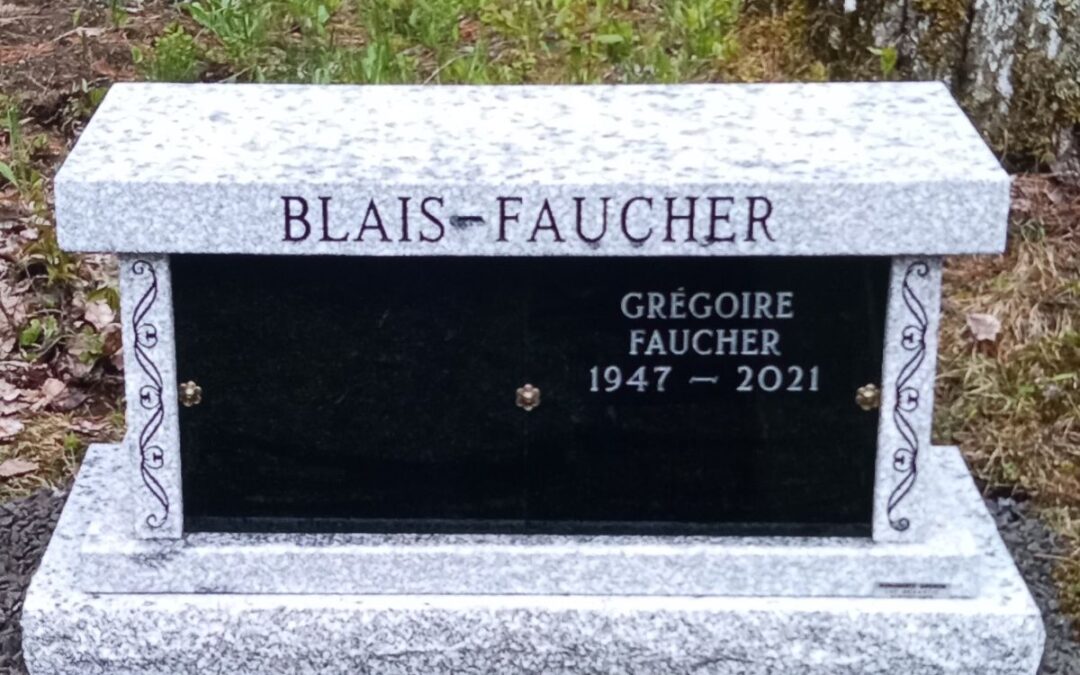 BLAIS-FAUCHER
GRÉGOIRE
FAUCHER
1947 – 2021